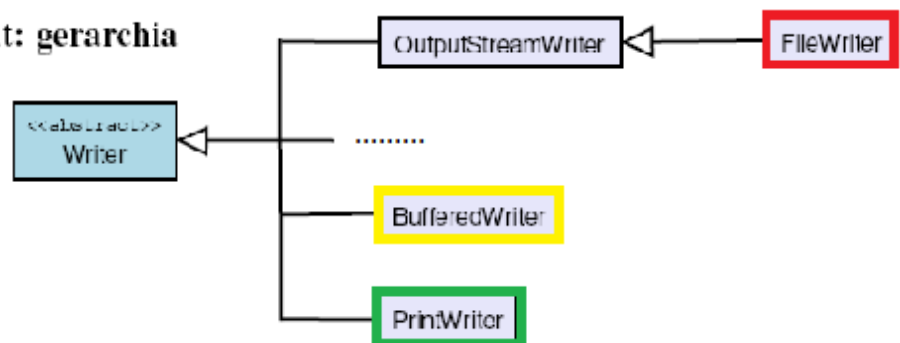 t: gerarchia
OutputStreamWriter
FileWriter
<<abstract>>
Writer
.........
BufferedWriter
PrintWriter